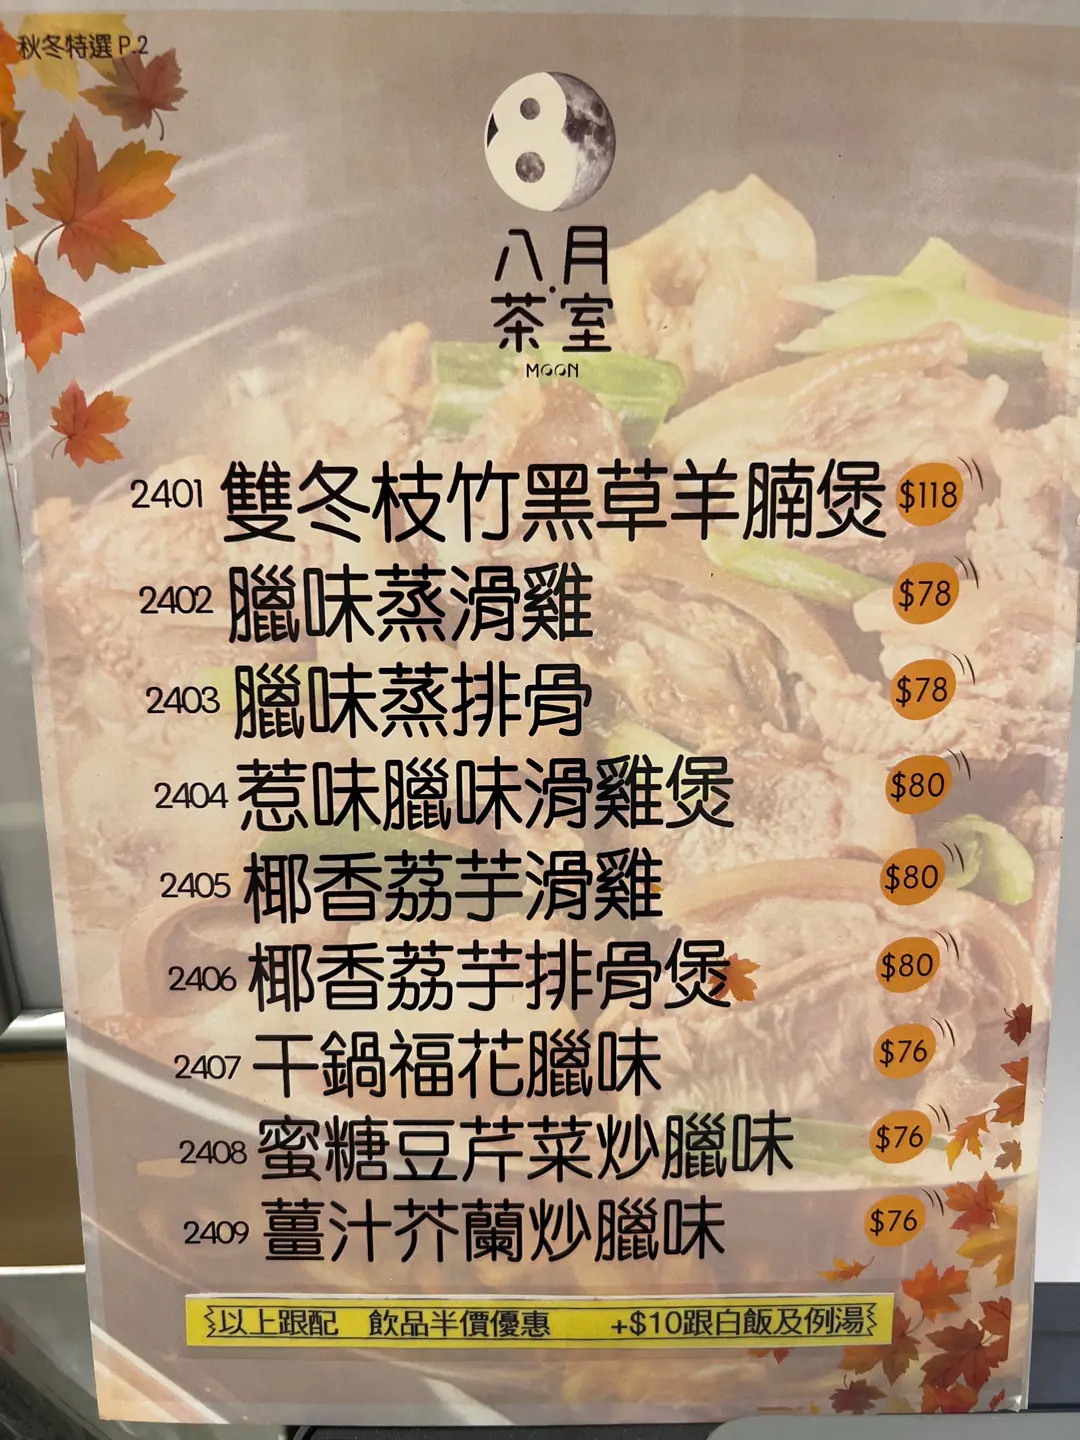 秋冬特選 P.2
八月
茶室
MOON
2401 雙冬枝竹黑草羊腩煲 $118
2402 臘味蒸滑雞 $78
2403 臘味蒸排骨 $78
2404 惹味臘味滑雞煲 $80
2405 椰香荔芋滑雞 $80
2406 椰香荔芋排骨煲 $80
2407 干鍋福花臘味 $76
2408 蜜糖豆芹菜炒臘味 $76
2409 薑汁芥蘭炒臘味 $76
以上跟配 飲品半價優惠 +$10跟白飯及例湯